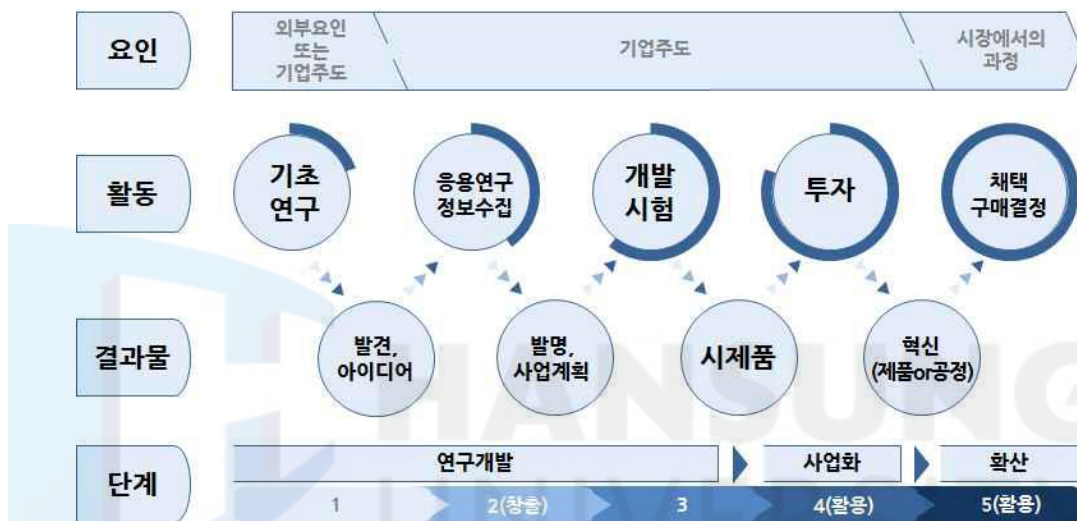 요인
외부요인
또는
기업주도
기업주도
시장에서의
과정
활동
기초
연구
응용연구
정보수집
개발
시험
투자
채택
구매결정
결과물
발견,
아이디어
발명,
사업계획
시제품
혁신
(제품or공정)
HANSUNG
UNIVERSITY
단계
연구개발
사업화
확산
1
2(창출)
3
4(활용)
5(활용)